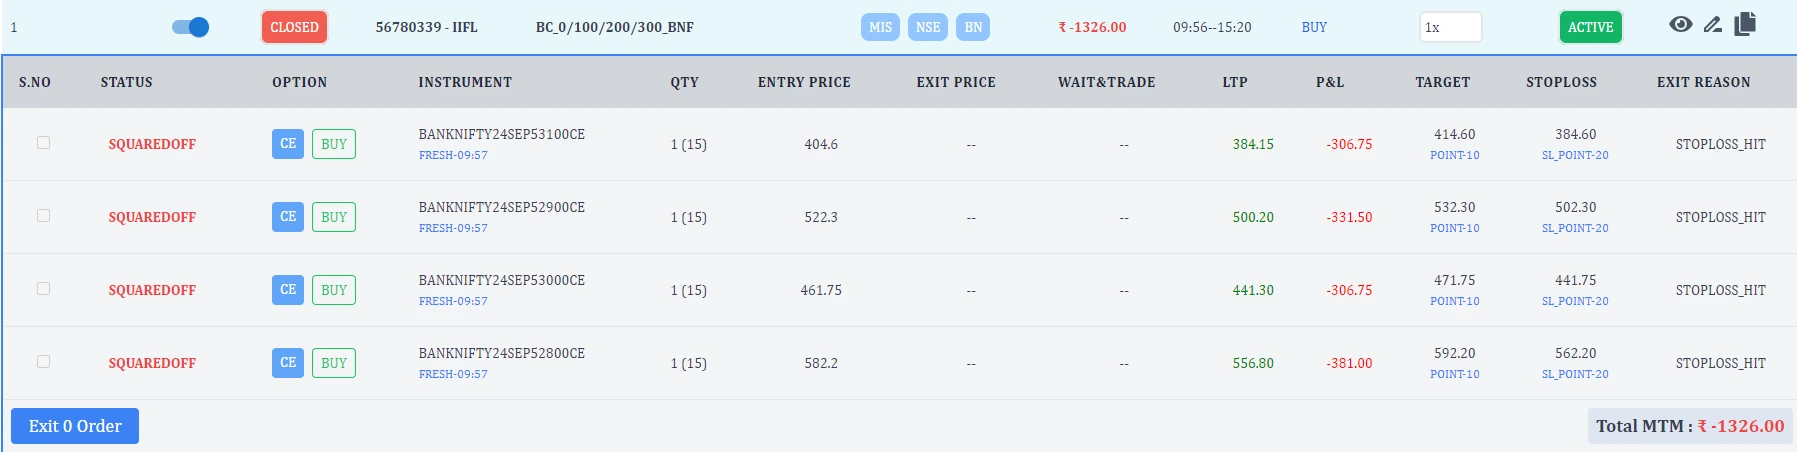 1 CLOSED 56780339 - IIFL BC_0/100/200/300_BNF MIS NSE BN ₹ -1326.00 09:56--15:20 BUY 1x ACTIVE
S.NO STATUS OPTION INSTRUMENT QTY ENTRY PRICE EXIT PRICE WAIT&TRADE LTP P&L TARGET STOPLOSS EXIT REASON
SQUAREDOFF CE BUY BANKNIFTY24SEP53100CE 1 (15) 404.6 -- -- 384.15 -306.75 414.60 384.60 STOPLOSS_HIT
FRESH-09:57 POINT-10 SL_POINT-20
SQUAREDOFF CE BUY BANKNIFTY24SEP52900CE 1 (15) 522.3 -- -- 500.20 -331.50 532.30 502.30 STOPLOSS_HIT
FRESH-09:57 POINT-10 SL_POINT-20
SQUAREDOFF CE BUY BANKNIFTY24SEP53000CE 1 (15) 461.75 -- -- 441.30 -306.75 471.75 441.75 STOPLOSS_HIT
FRESH-09:57 POINT-10 SL_POINT-20
SQUAREDOFF CE BUY BANKNIFTY24SEP52800CE 1 (15) 582.2 -- -- 556.80 -381.00 592.20 562.20 STOPLOSS_HIT
FRESH-09:57 POINT-10 SL_POINT-20
Exit 0 Order Total MTM : ₹ -1326.00